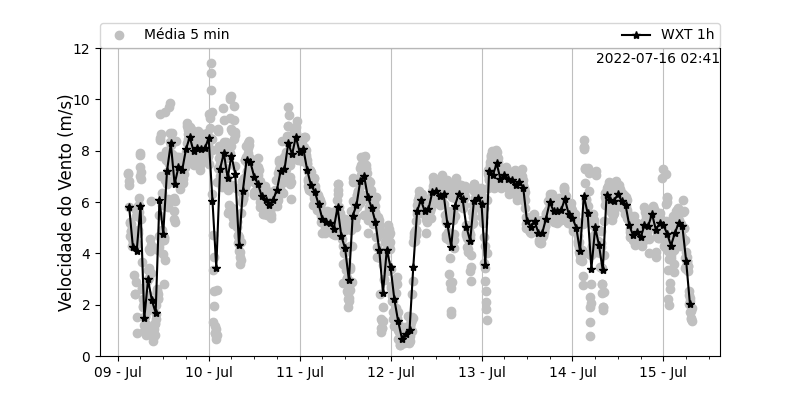 Média 5 min
WXT 1h
2022-07-16 02:41
Velocidade do Vento (m/s)
12
10
8
6
4
2
0
09 - Jul
10 - Jul
11 - Jul
12 - Jul
13 - Jul
14 - Jul
15 - Jul